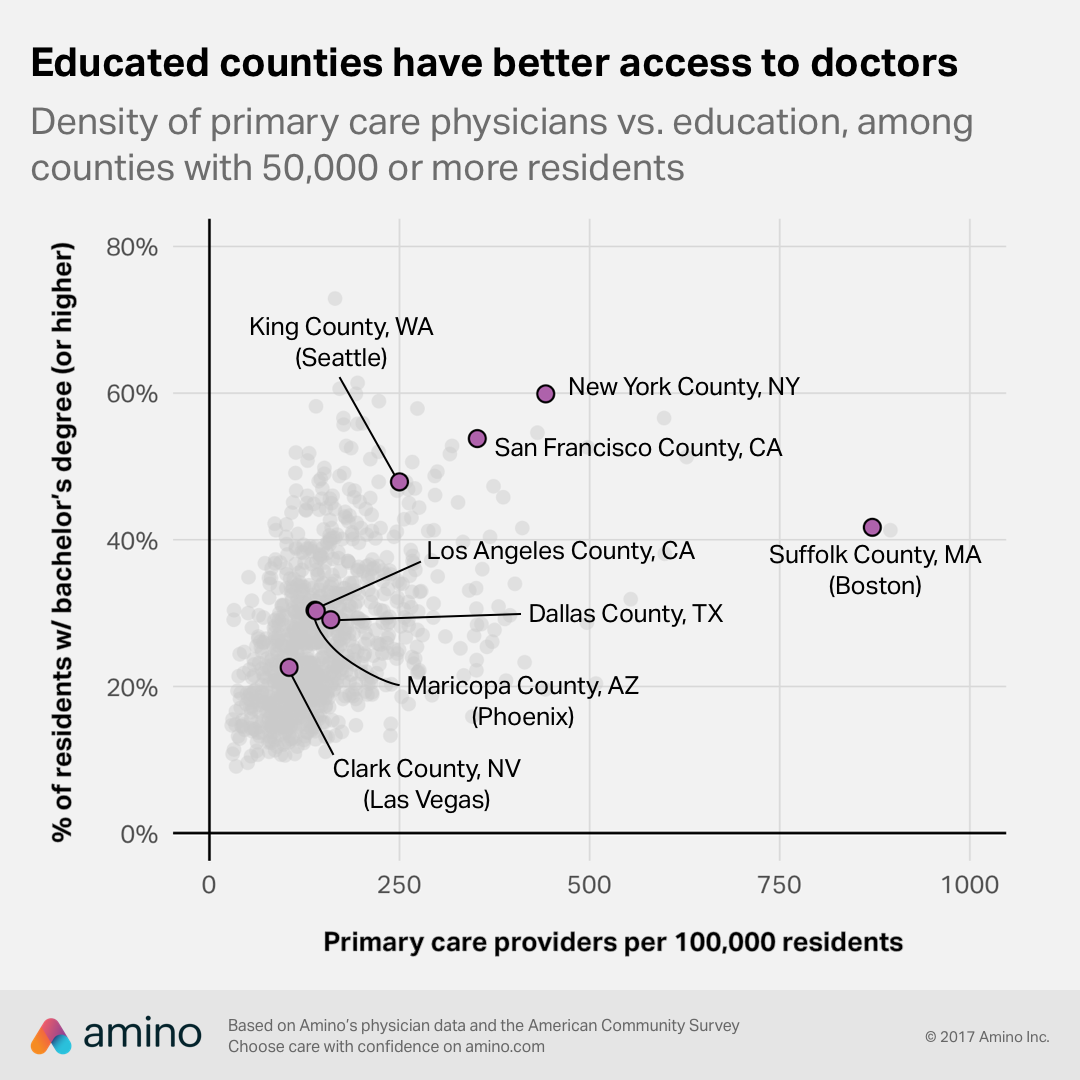 Educated counties have better access to doctors
Density of primary care physicians vs. education, among
counties with 50,000 or more residents
% of residents w/ bachelor's degree (or higher)
80%
60%
40%
20%
0%
King County, WA
(Seattle)
New York County, NY
San Francisco County, CA
Los Angeles County, CA
Suffolk County, MA
(Boston)
Dallas County, TX
Maricopa County, AZ
(Phoenix)
Clark County, NV
(Las Vegas)
0
250
500
750
1000
Primary care providers per 100,000 residents
amino
Based on Amino's physician data and the American Community Survey
Choose care with confidence on amino.com
© 2017 Amino Inc.